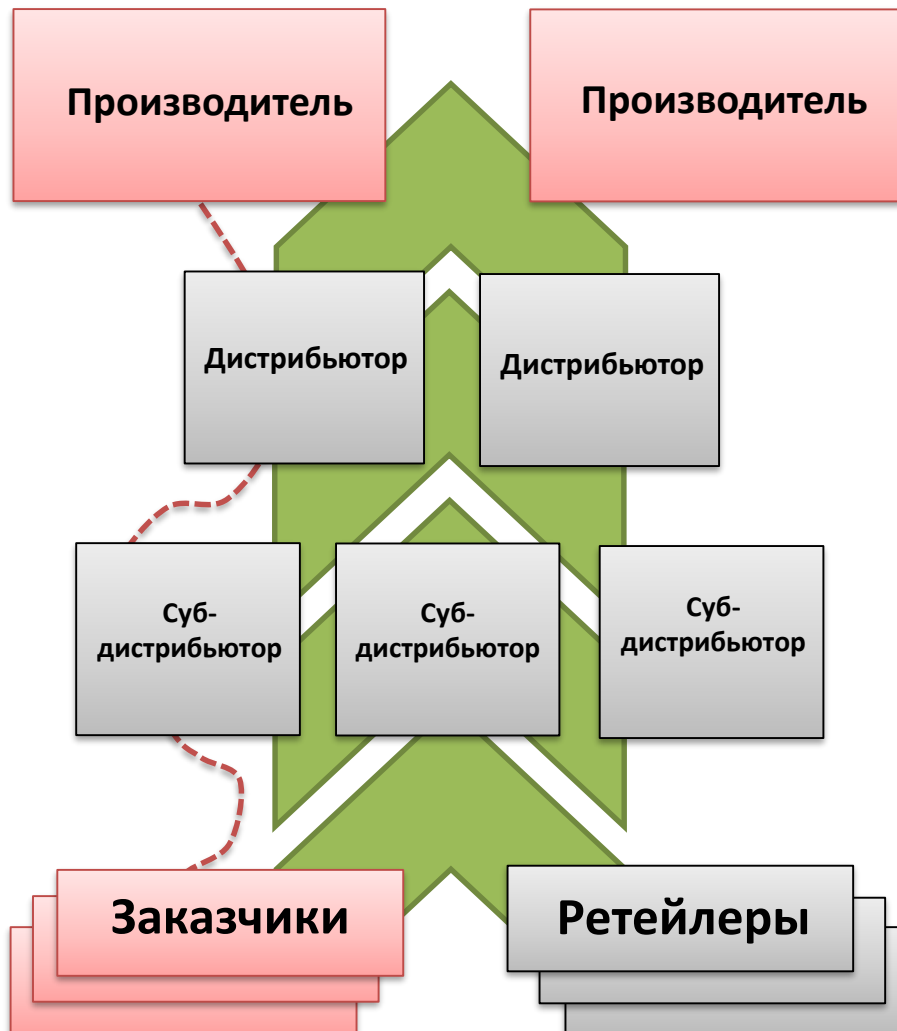 Производитель
Производитель
Дистрибьютор
Дистрибьютор
Суб-
дистрибьютор
Суб-
дистрибьютор
Суб-
дистрибьютор
Заказчики
Ретейлеры